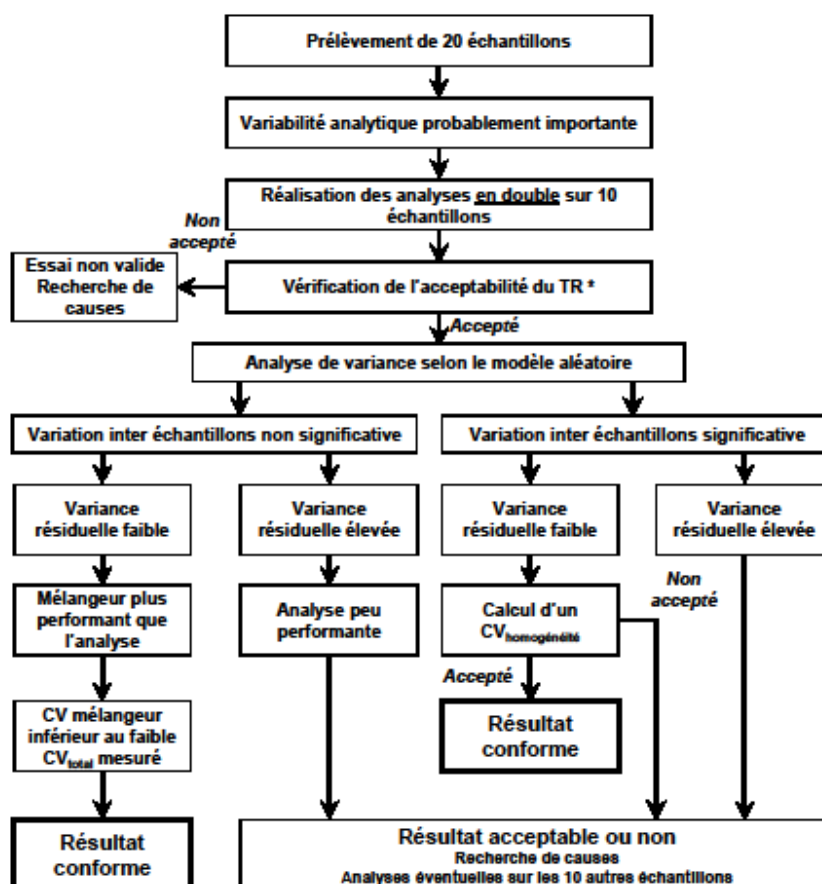 Prélèvement de 20 échantillons
Variabilité analytique probablement importante
Réalisation des analyses en double sur 10
échantillons
Non
accepté
Essai non valide
Recherche de
causes
Vérification de l'acceptabilité du TR *
Accepté
Analyse de variance selon le modèle aléatoire
Variation inter échantillons non significative
Variation inter échantillons significative
Variance
résiduelle faible
Variance
résiduelle élevée
Variance
résiduelle faible
Variance
résiduelle élevée
Mélangeur plus
performant que
l'analyse
Analyse peu
performante
Calcul d'un
CVhomogénéité
Non
accepté
Accepté
CV mélangeur
inférieur au faible
CVtotal mesuré
Résultat
conforme
Résultat
conforme
Résultat acceptable ou non
Recherche de causes
Analyses éventuelles sur les 10 autres échantillons